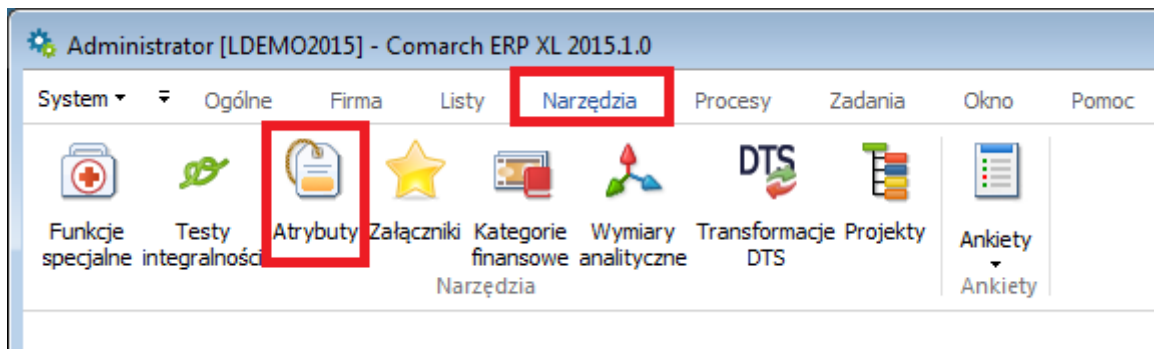 Administrator [LDEMO2015] - Comarch ERP XL 2015.1.0
System Ogólne Firma Listy Narzędzia Procesy Zadania Okno Pomoc
DTS
Funkcje Testy Atrybuty Załączniki Kategorie Wymiary Transformacje Projekty Ankiety
specjalne integralności finansowe analityczne DTS
Narzędzia Ankiety